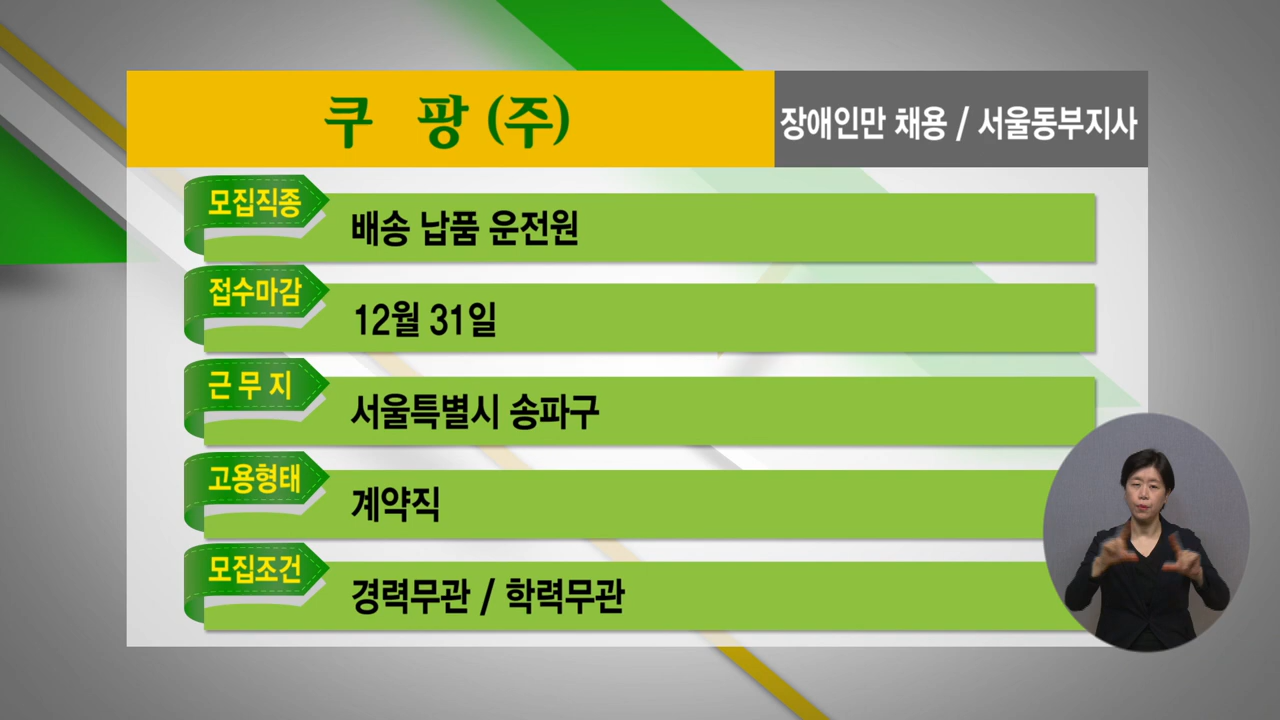 쿠 팡 (주)
장애인만 채용 / 서울동부지사
모집직종
배송 납품 운전원
접수마감
12월 31일
근 무 지
서울특별시 송파구
고용형태
계약직
모집조건
경력무관 / 학력무관